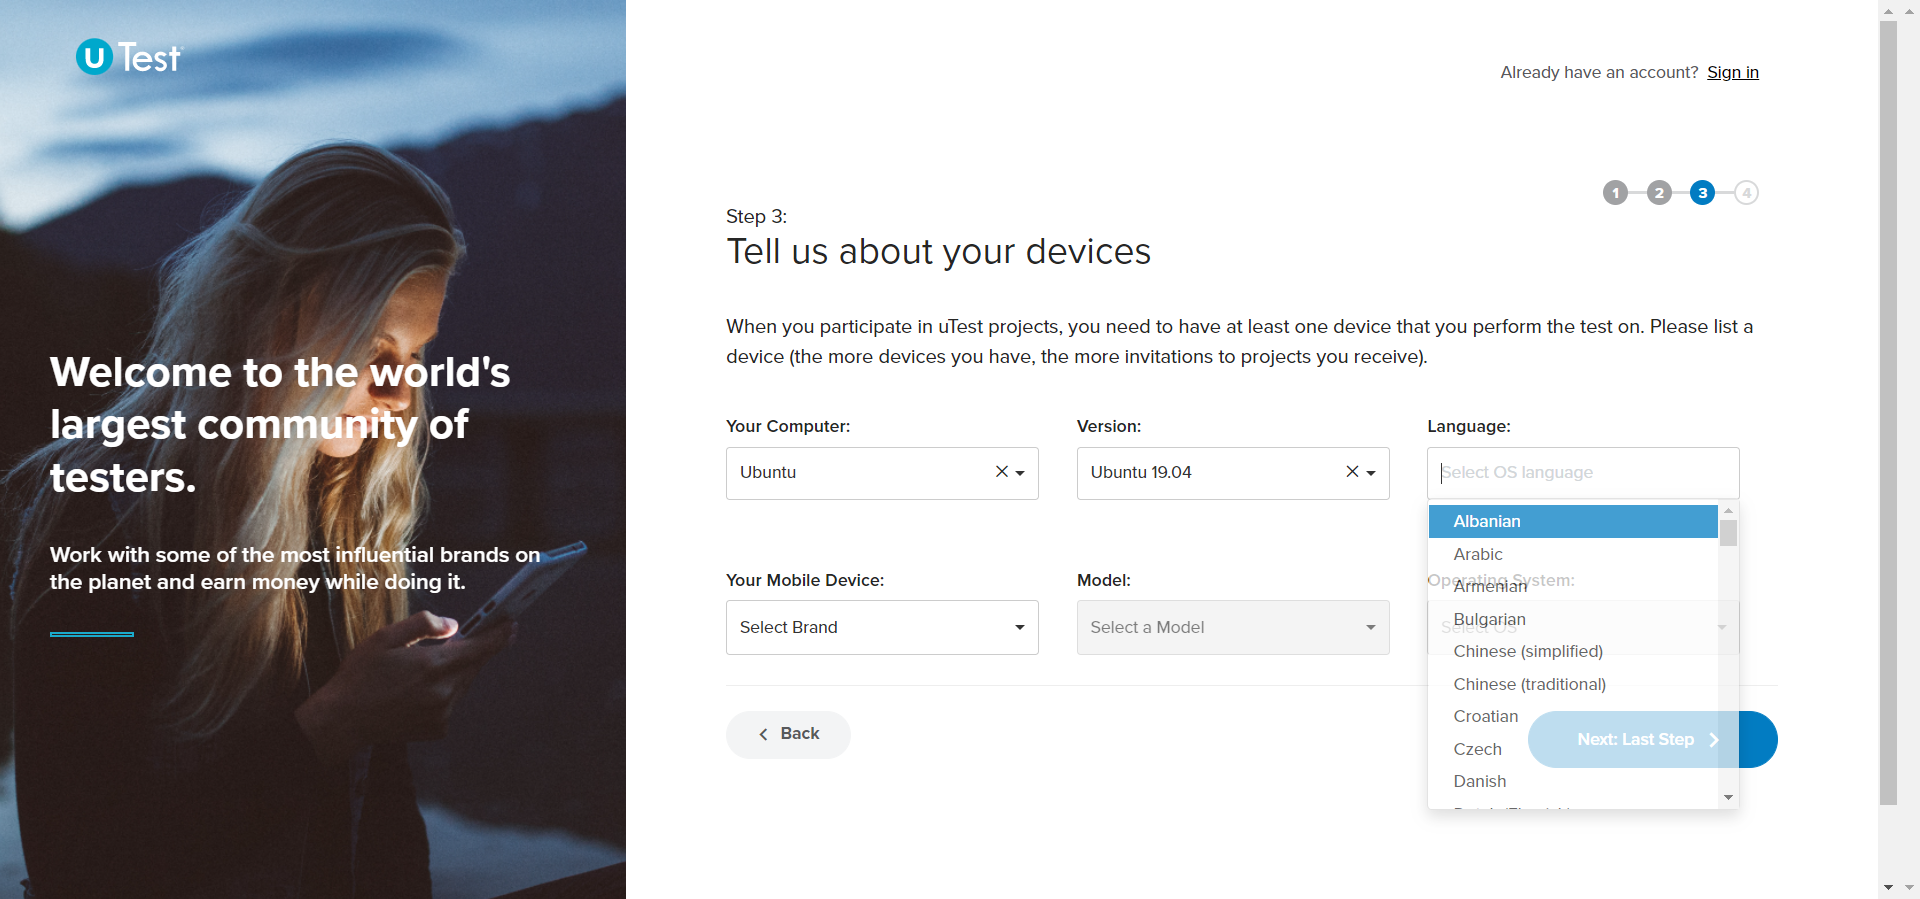 U Test
Already have an account? Sign in
1 2 3 4
Step 3:
Tell us about your devices
When you participate in uTest projects, you need to have at least one device that you perform the test on. Please list a
device (the more devices you have, the more invitations to projects you receive).
Welcome to the world's
largest community of
testers.
Work with some of the most influential brands on
the planet and earn money while doing it.
Your Computer:
Ubuntu
Version:
Ubuntu 19.04
Language:
Select OS language
Albanian
Arabic
Armenian
Bulgarian
Chinese (simplified)
Chinese (traditional)
Croatian
Czech
Danish
Your Mobile Device:
Select Brand
Model:
Select a Model
Operating System:
Select OS
Back
Next: Last Step